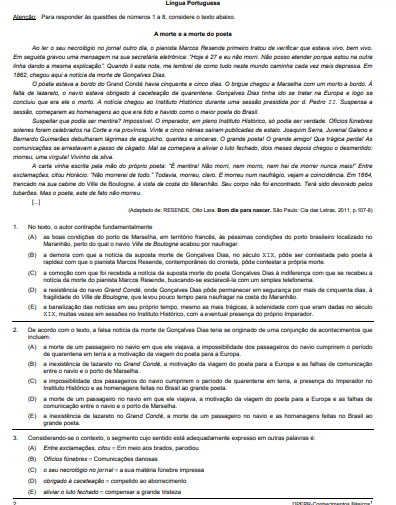 Língua Portuguesa
Atenção: Para responder às questões de números 1 a 8, considere o texto abaixo.
A morte e a morte do poeta
Ao ler o seu necrológio no jornal outro dia, o pianista Marcos Resende primeiro tratou de verificar que estava vivo, bem vivo.
Em seguida gravou uma mensagem na sua secretária eletrônica: "Hoje é 27 e eu não morri. Não posso atender porque estou na outra
linha dando a mesma explicação". Quando li esta nota, me lembrei de como tudo neste mundo caminha cada vez mais depressa. Em
1862, chegou aqui a notícia da morte de Gonçalves Dias.
O poeta estava a bordo do Grand Condé havia cinquenta e cinco dias. O brigue chegou a Marselha com um morto a bordo. À
falta de lazareto, o navio estava obrigado à caceteação da quarentena. Gonçalves Dias tinha ido se tratar na Europa e logo se
concluiu que era ele o morto. A notícia chegou ao Instituto Histórico durante uma sessão presidida por d. Pedro II. Suspensa a
sessão, começaram as homenagens ao que era tido e havido como o maior poeta do Brasil.
Suspeitar que podia ser mentira? Impossível. O imperador, em pleno Instituto Histórico, só podia ser verdade. Ofícios fúnebres
solenes foram celebrados na Corte e na província. Vinte e cinco nênias saíram publicadas de estalo. Joaquim Serra, Juvenal Galeno e
Bernardo Guimarães debulharam lágrimas de esguicho, quentes e sinceras. O grande poeta! O grande amigo! Que trágica perda! As
comunicações se arrastavam a passo de cágado. Mal se começava a aliviar o luto fechado, dois meses depois chegou o desmentido:
morreu, uma vírgula! Vivinho da silva.
A carta vinha escrita pela mão do próprio poeta: "É mentira! Não morri, nem morro, nem hei de morrer nunca mais!" Entre
exclamações, citou Horácio: "Não morrerei de todo." Todavia, morreu, claro. E morreu num naufrágio, vejam a coincidência. Em 1864,
trancado na sua cabine do Ville de Boulogne, à vista da costa do Maranhão. Seu corpo não foi encontrado. Terá sido devorado pelos
tubarões. Mas o poeta, este de fato não morreu.
[...]
(Adaptado de: RESENDE, Otto Lara. Bom dia para nascer. São Paulo: Cia das Letras, 2011, p.107-8)
1. No texto, o autor contrapõe fundamentalmente
(A) as boas condições do porto de Marselha, em território francês, às péssimas condições do porto brasileiro localizado no
Maranhão, perto do qual o navio Ville de Boulogne acabou por naufragar.
(B) a demora com que a notícia da suposta morte de Gonçalves Dias, no século XIX, pôde ser contestada pelo poeta à
rapidez com que o pianista Marcos Resende, contemporâneo do cronista, pôde contestar a própria morte.
(C) a comoção com que foi recebida a notícia da suposta morte do poeta Gonçalves Dias à indiferença com que se recebeu a
notícia da morte do pianista Marcos Resende, buscando-se esclarecê-la com um simples telefonema.
(D) a resistência do navio Grand Condé, onde Gonçalves Dias pôde permanecer em segurança por mais de cinquenta dias, à
fragilidade do Ville de Boulogne, que levou pouco tempo para naufragar na costa do Maranhão.
(E) a banalização das notícias em seu próprio tempo, mesmo as mais trágicas, à solenidade com que eram dadas no século
XIX, muitas vezes em sessões no Instituto Histórico, com a eventual presença do próprio Imperador.
2. De acordo com o texto, a falsa notícia da morte de Gonçalves Dias teria se originado de uma conjunção de acontecimentos que
incluem:
(A) a morte de um passageiro no navio em que ele viajava, a impossibilidade dos passageiros do navio cumprirem o período
de quarentena em terra e a motivação da viagem do poeta para a Europa.
(B) a inexistência de lazareto no Grand Condé, a motivação da viagem do poeta para a Europa e as falhas de comunicação
entre o navio e o porto de Marselha.
(C) a impossibilidade dos passageiros do navio cumprirem o período de quarentena em terra, a presença do Imperador no
Instituto Histórico e as homenagens feitas no Brasil ao grande poeta.
(D) a morte de um passageiro no navio em que ele viajava, a motivação da viagem do poeta para a Europa e as falhas de
comunicação entre o navio e o porto de Marselha.
(E) a inexistência de lazareto no Grand Condé, a morte de um passageiro no navio e as homenagens feitas no Brasil ao
grande poeta.
3. Considerando-se o contexto, o segmento cujo sentido está adequadamente expresso em outras palavras é:
(A) Entre exclamações, citou = Em meio aos brados, parodiou
(B) Ofícios fúnebres = Comunicações danosas
(C) o seu necrológio no jornal = a sua matéria fúnebre impressa
(D) obrigado à caceteação = compelido ao aborrecimento
(E) aliviar o luto fechado = compensar a grande tristeza
2 DPERR-Conhecimentos Básicos¹